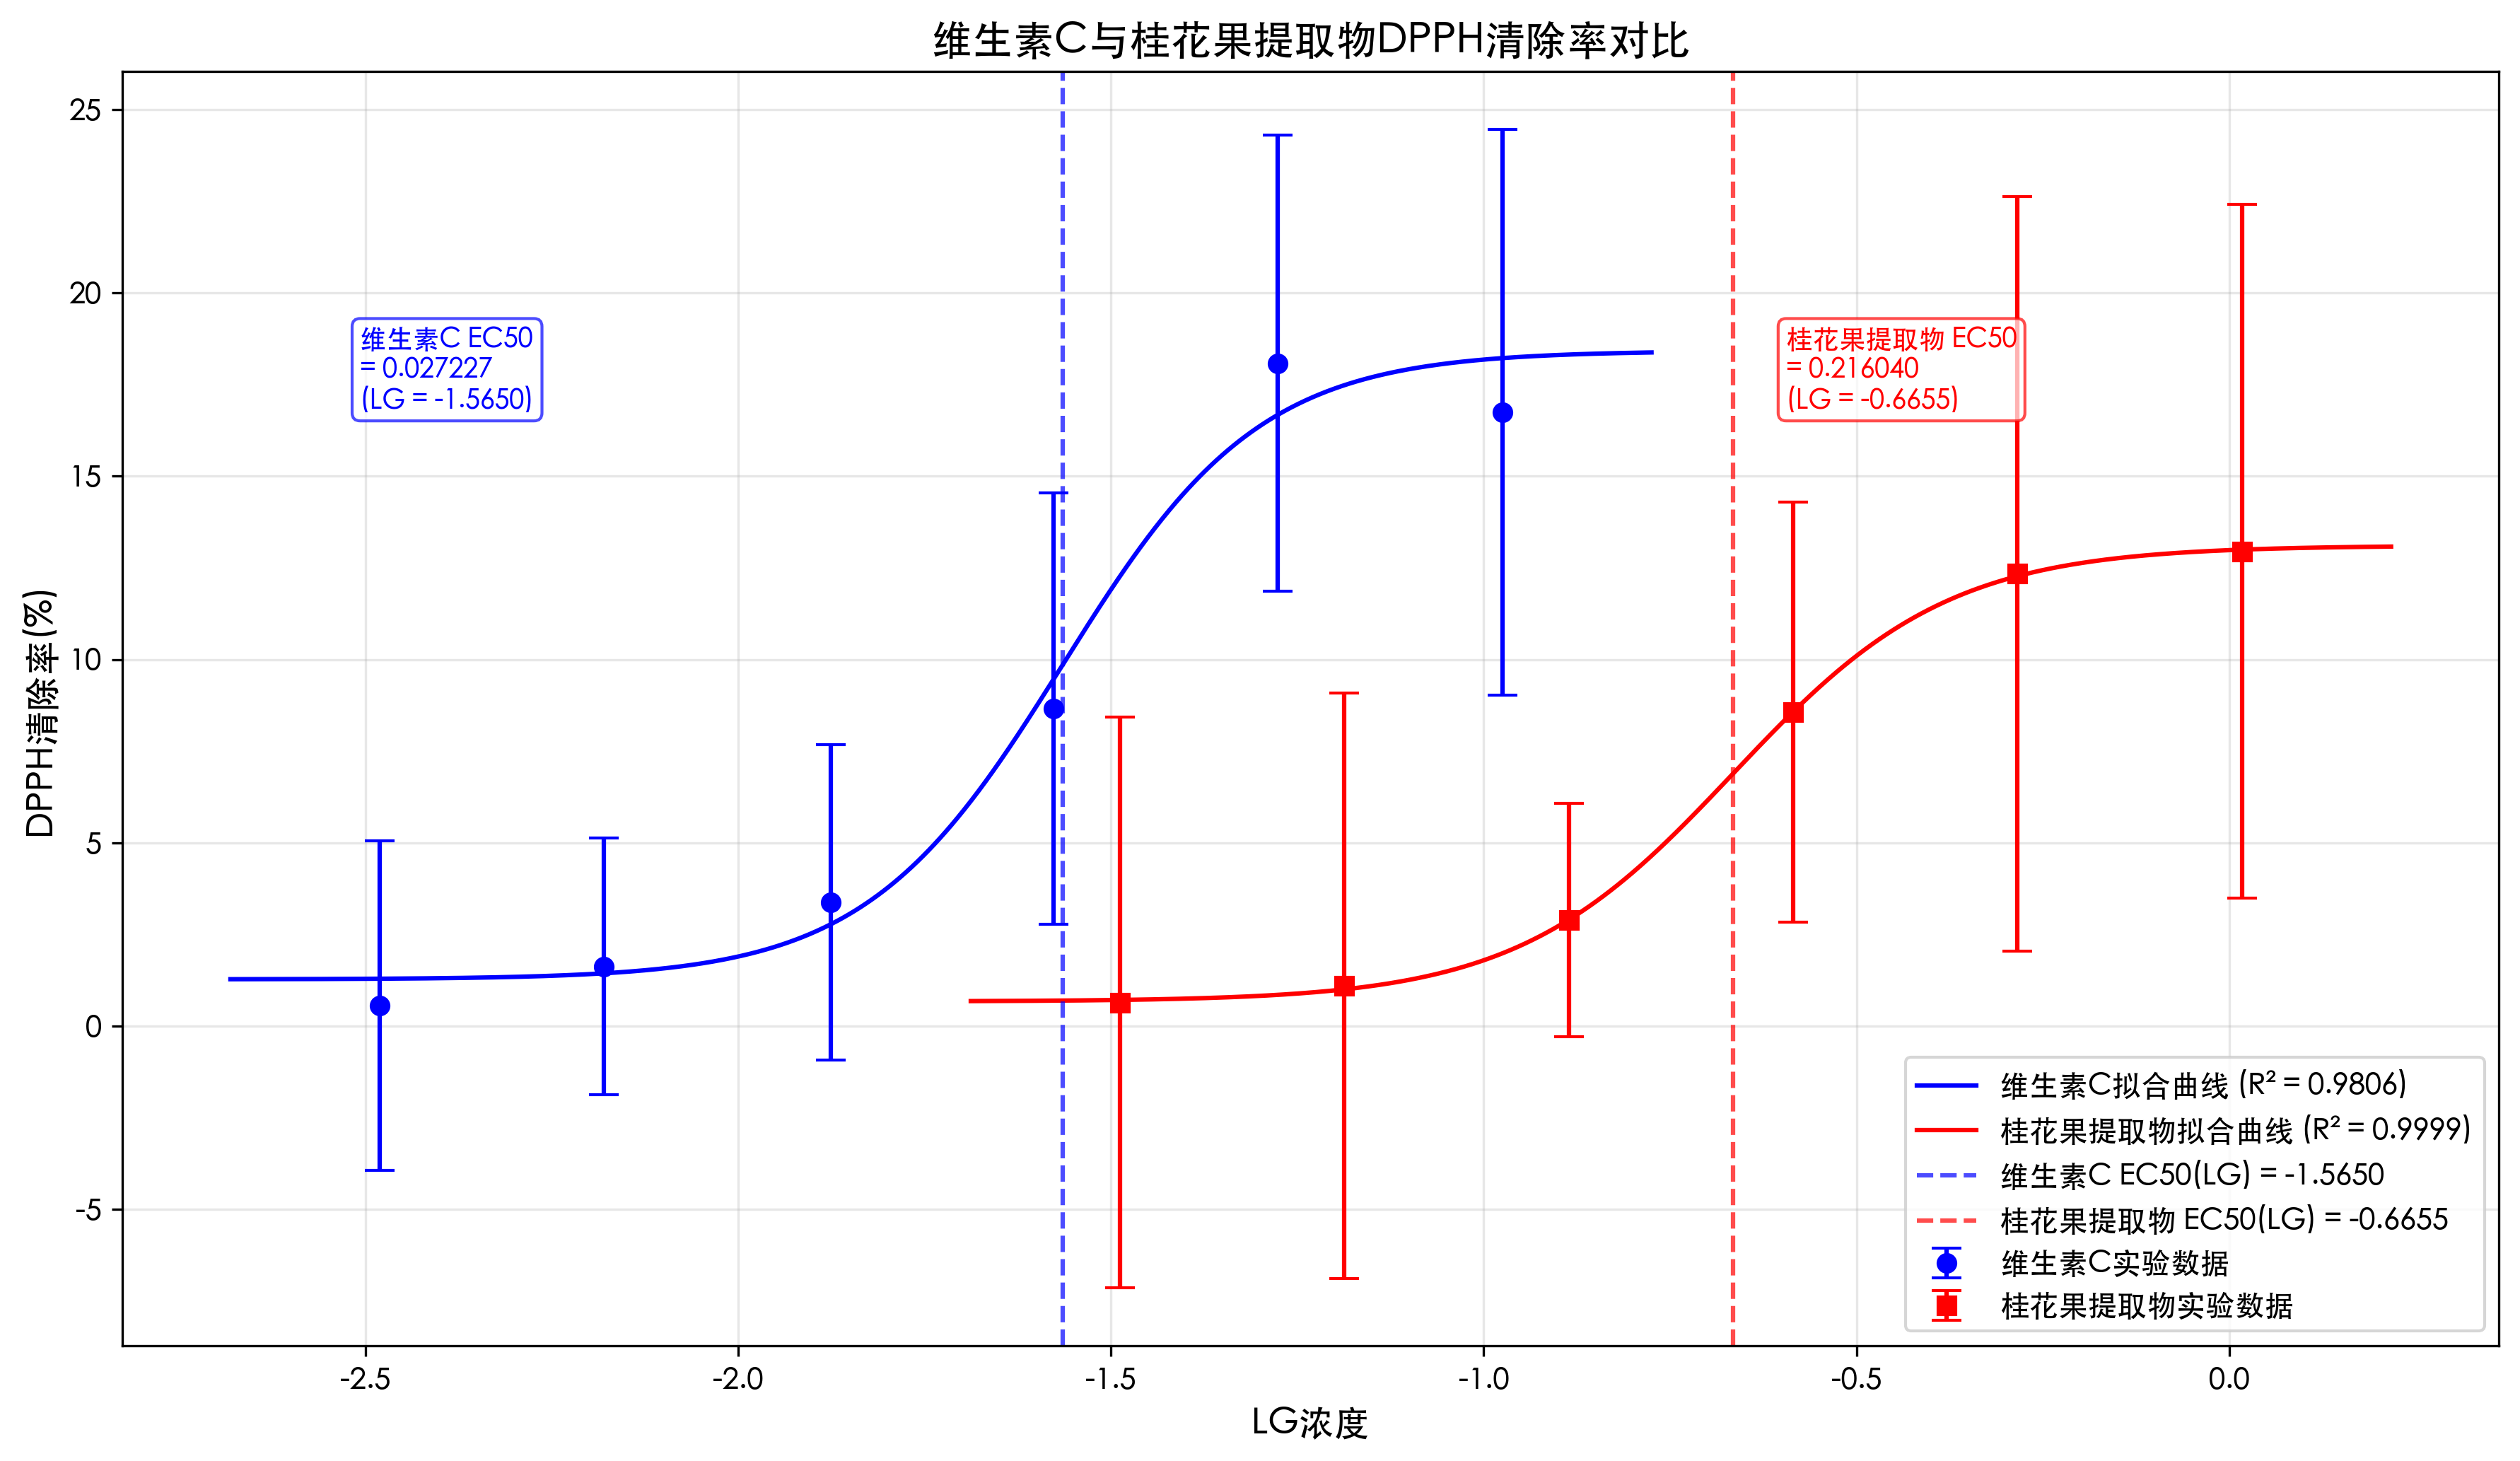 维生素C与桂花果提取物DPPH清除率对比
25
20
15
10
5
0
-5
DPPH清除率(%)
维生素C EC50
= 0.027227
(LG = -1.5650)
桂花果提取物 EC50
= 0.216040
(LG = -0.6655)
维生素C拟合曲线 (R² = 0.9806)
桂花果提取物拟合曲线 (R² = 0.9999)
维生素C EC50(LG) = -1.5650
桂花果提取物 EC50(LG) = -0.6655
维生素C实验数据
桂花果提取物实验数据
-2.5
-2.0
-1.5
-1.0
-0.5
0.0
LG浓度